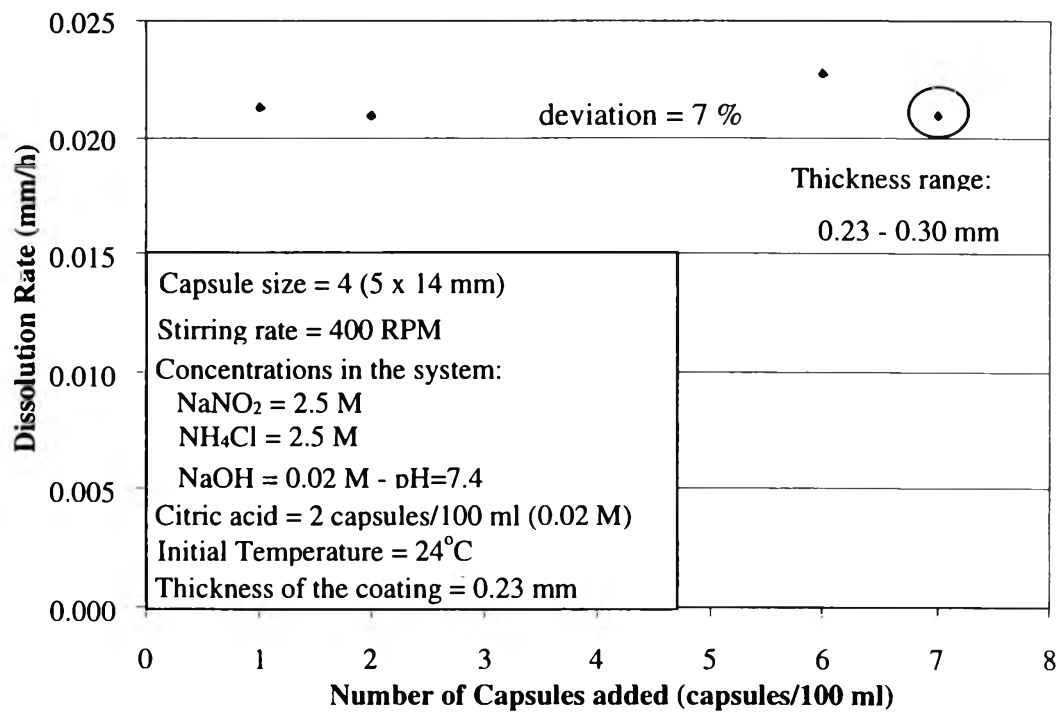 0.025
0.020
0.015
0.010
0.005
0.000
Dissolution Rate (mm/h)
deviation = 7 %
Thickness range:
0.23 - 0.30 mm
Capsule size = 4 (5 x 14 mm)
Stirring rate = 400 RPM
Concentrations in the system:
NaNO₂ = 2.5 M
NH₄Cl = 2.5 M
NaOH = 0.02 M - pH=7.4
Citric acid = 2 capsules/100 ml (0.02 M)
Initial Temperature = 24°C
Thickness of the coating = 0.23 mm
0 1 2 3 4 5 6 7 8
Number of Capsules added (capsules/100 ml)